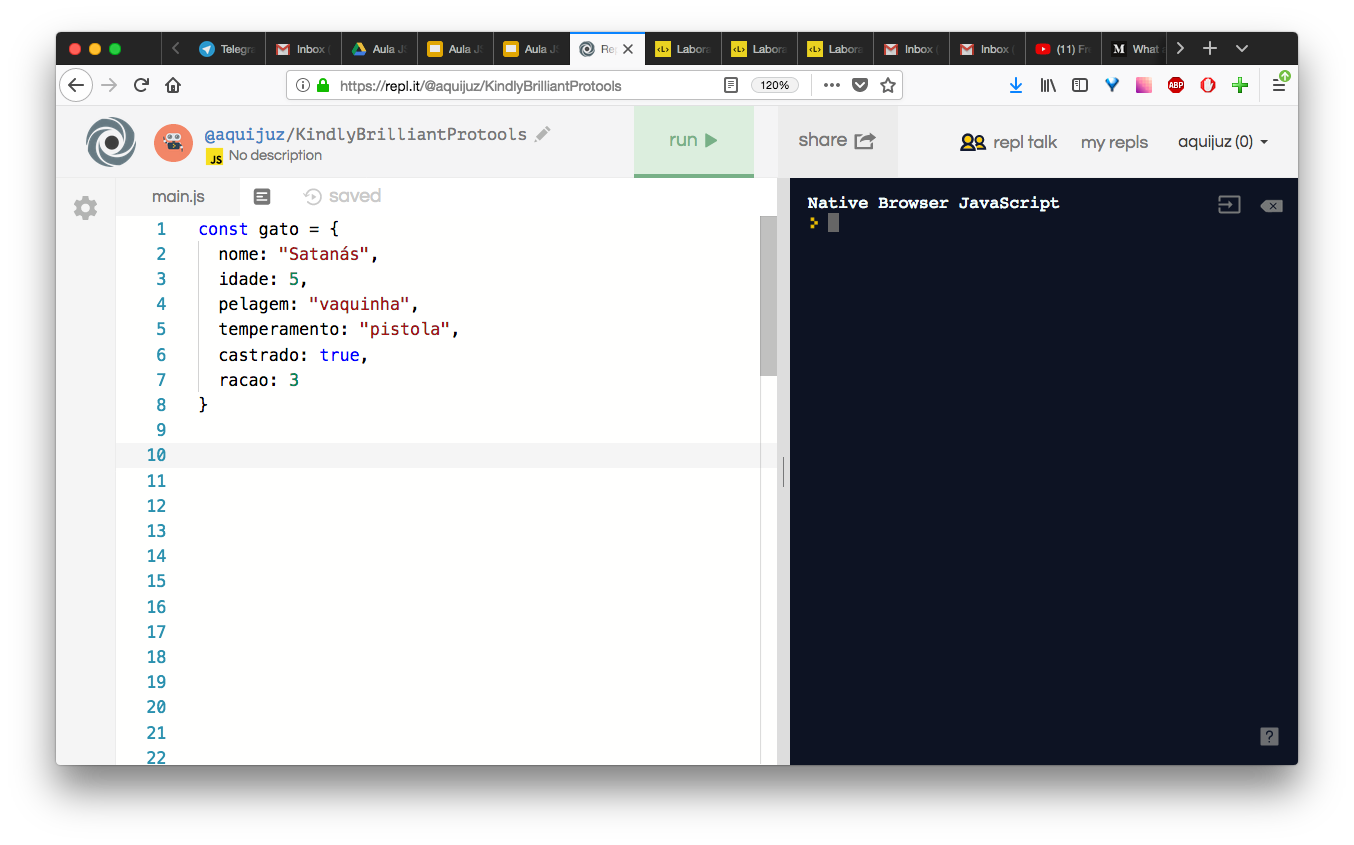 Telegr
Inbox (
Aula JS
Aula JS
Aula JS
Re
Labora
Labora
Labora
Inbox (
Inbox (
(11) Fr
M What
https://repl.it/@aquijuz/KindlyBrilliantProtools
120%
ABP
@aquijuz/KindlyBrilliantProtools
JS No description
run
share
repl talk
my repls
aquijuz (0)
main.js
saved
1 const gato = {
2 nome: "Satanás",
3 idade: 5,
4 pelagem: "vaquinha",
5 temperamento: "pistola",
6 castrado: true,
7 racao: 3
8 }
9
10
11
12
13
14
15
16
17
18
19
20
21
22
Native Browser JavaScript
?